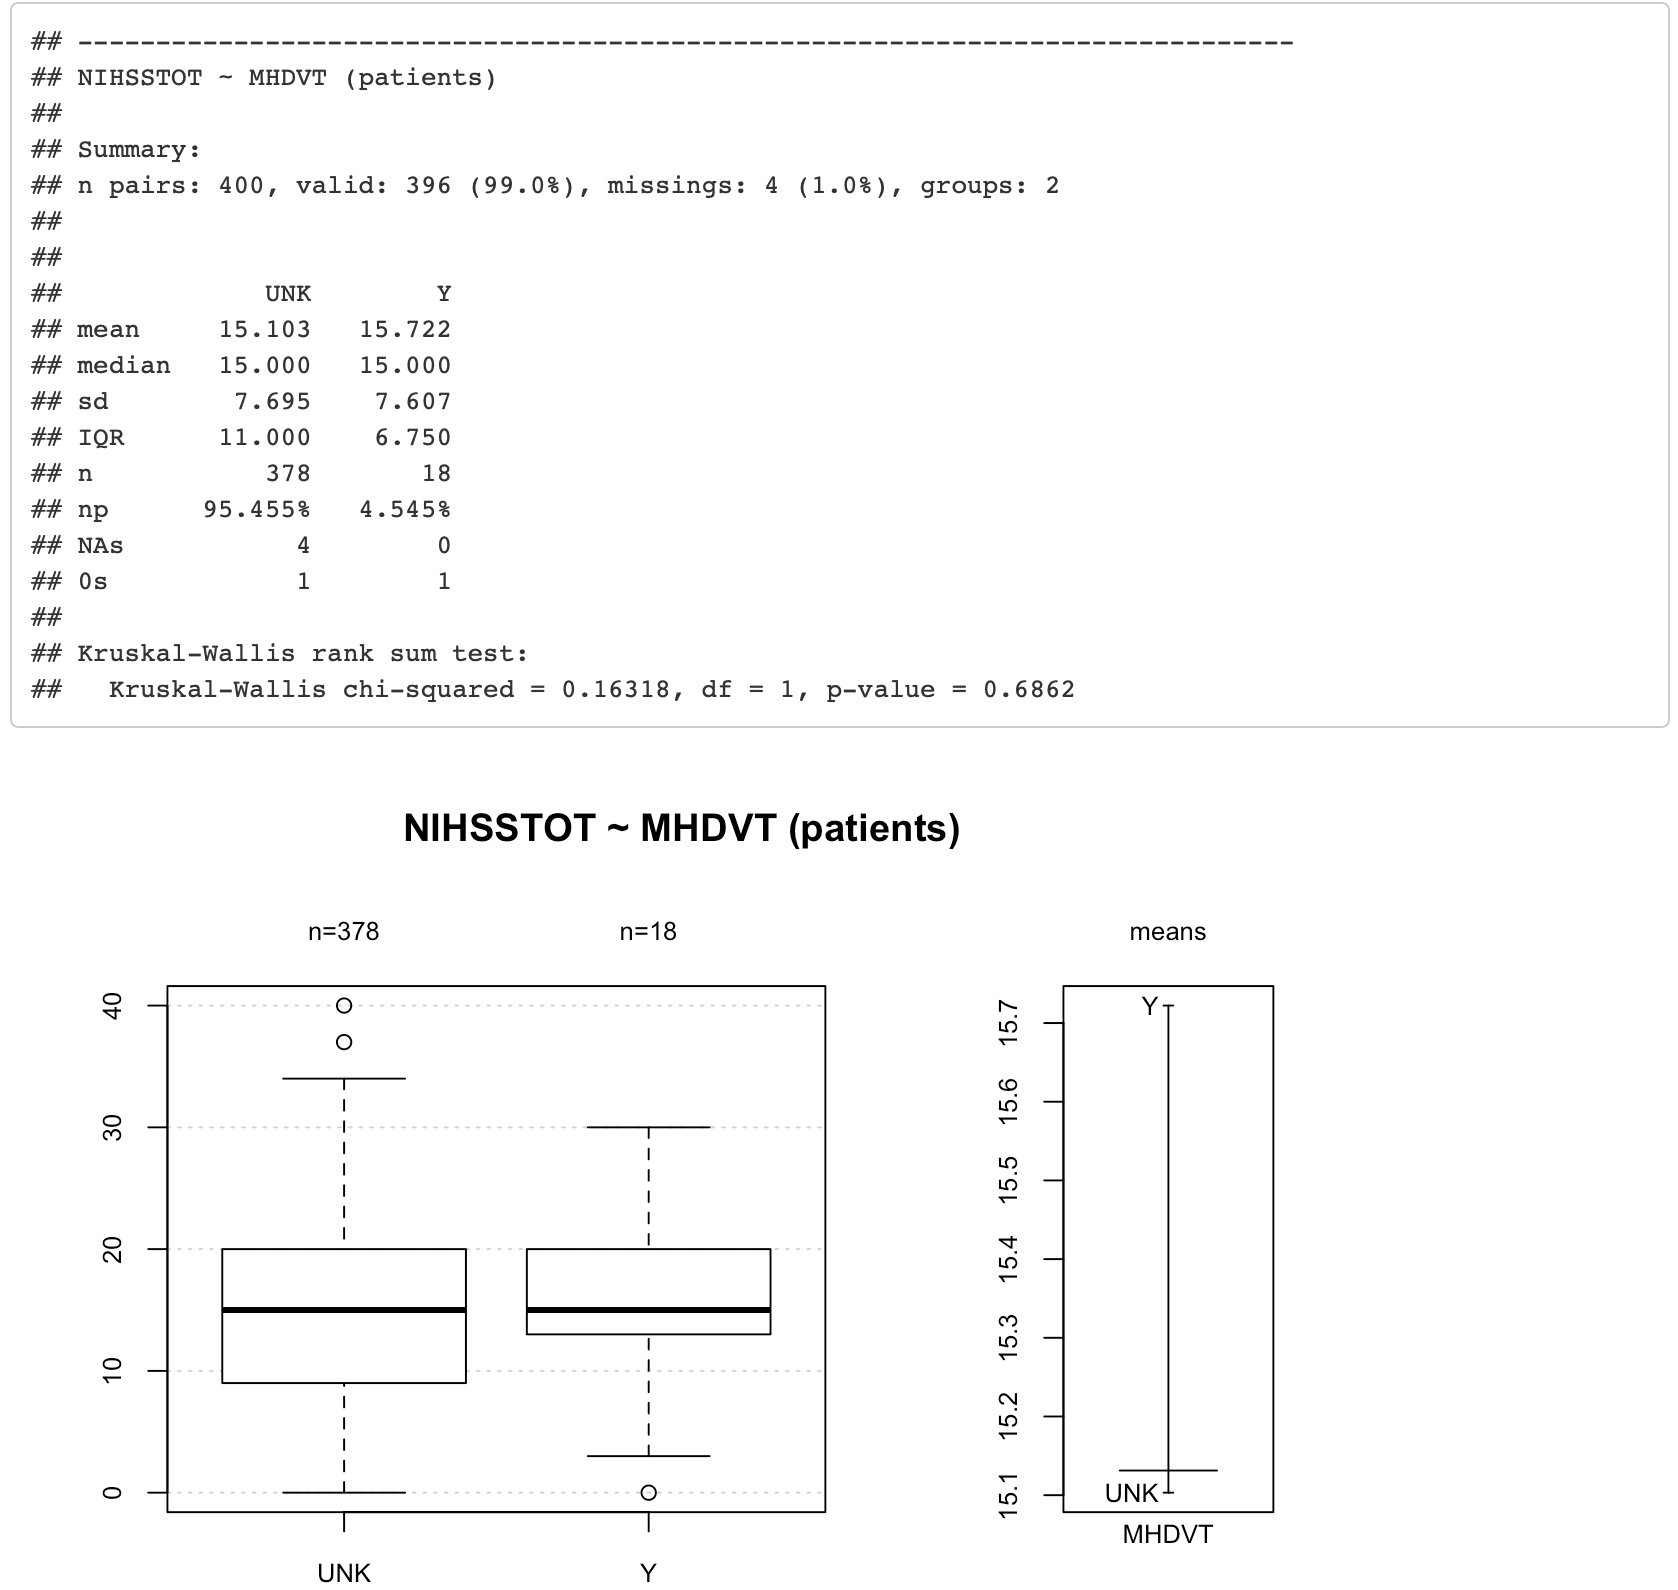 ## ------------------------------------------------------------------------------
## NIHSSTOT ~ MHDVT (patients)
##
## Summary:
## n pairs: 400, valid: 396 (99.0%), missings: 4 (1.0%), groups: 2
##
##
##             UNK        Y
## mean     15.103   15.722
## median   15.000   15.000
## sd        7.695    7.607
## IQR      11.000    6.750
## n           378       18
## np      95.455%   4.545%
## NAs           4        0
## 0s            1        1
##
## Kruskal-Wallis rank sum test:
##   Kruskal-Wallis chi-squared = 0.16318, df = 1, p-value = 0.6862
NIHSSTOT ~ MHDVT (patients)
n=378 n=18
40
30
20
10
0
UNK Y
means
15.7
15.6
15.5
15.4
15.3
15.2
15.1
Y
UNK
MHDVT